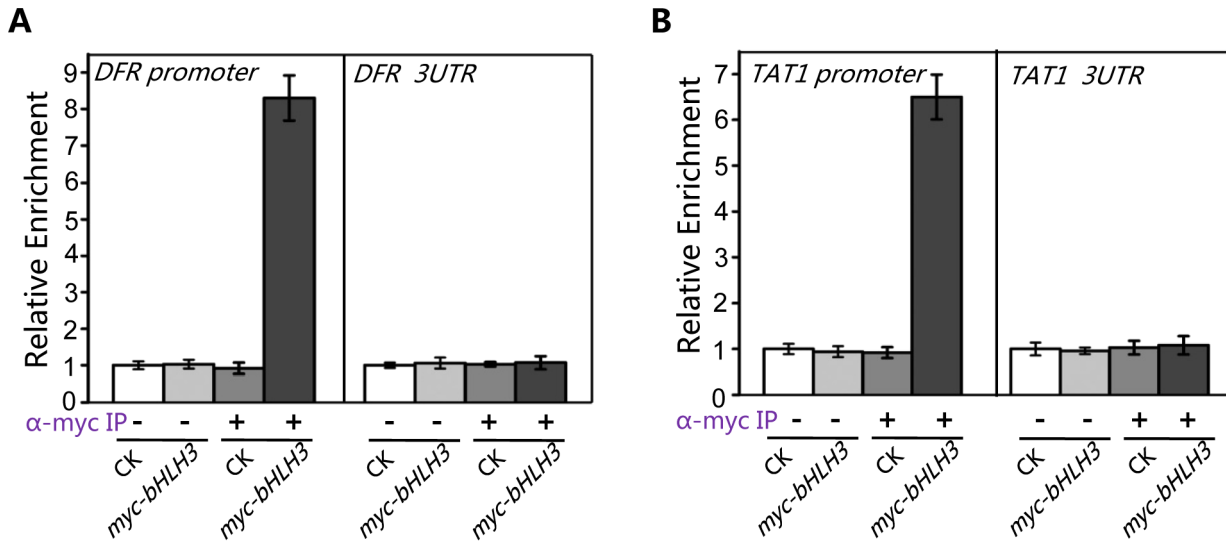 A
Relative Enrichment
9
8
7
6
5
4
3
2
1
0
DFR promoter
DFR 3UTR
α-myc IP - - + + - - + +
CK
myc-bHLH3
CK
myc-bHLH3
CK
myc-bHLH3
CK
myc-bHLH3
B
Relative Enrichment
7
6
5
4
3
2
1
0
TAT1 promoter
TAT1 3UTR
α-myc IP - - + + - - + +
CK
myc-bHLH3
CK
myc-bHLH3
CK
myc-bHLH3
CK
myc-bHLH3